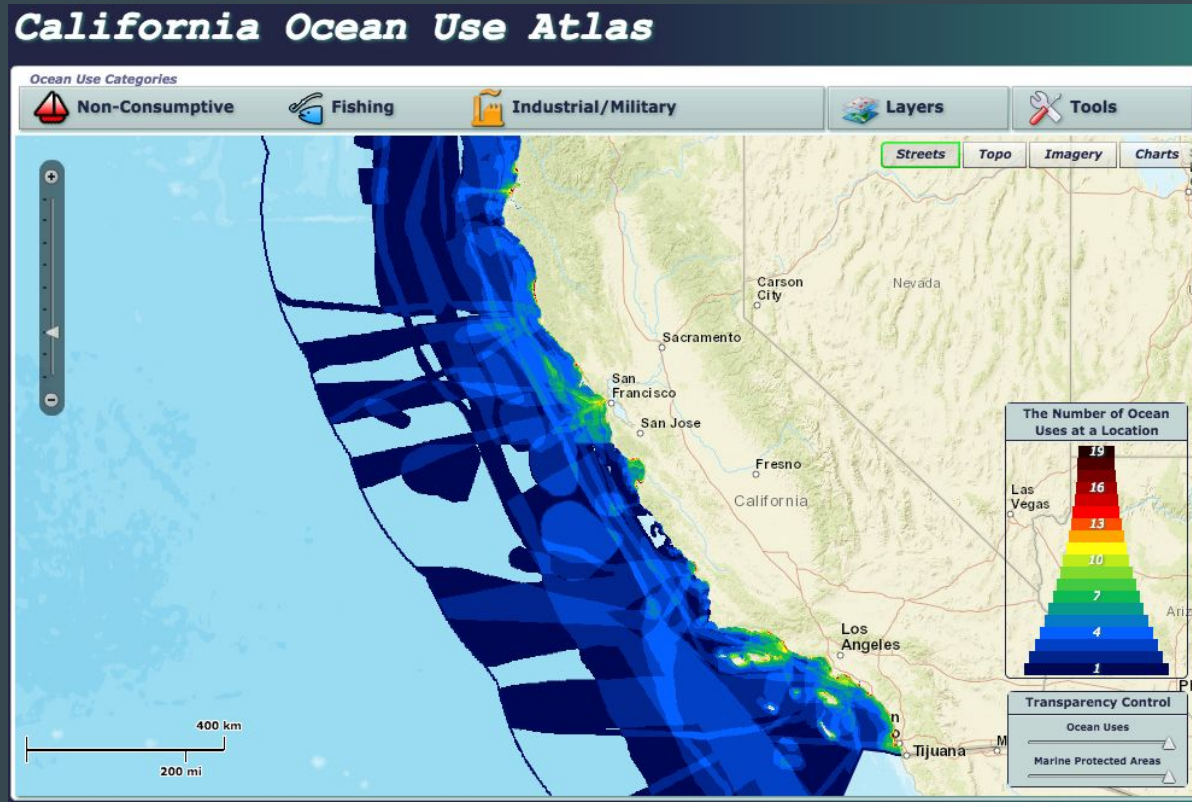 California Ocean Use Atlas
Ocean Use Categories
Non-Consumptive
Fishing
Industrial/Military
Layers
Tools
Streets
Topo
Imagery
Charts
Carson
City
Nevada
Sacramento
San
Francisco
San Jose
Fresno
California
Las
Vegas
Los
Angeles
Tijuana
The Number of Ocean
Uses at a Location
19
16
13
10
7
4
1
Transparency Control
Ocean Uses
Marine Protected Areas
400 km
200 mi